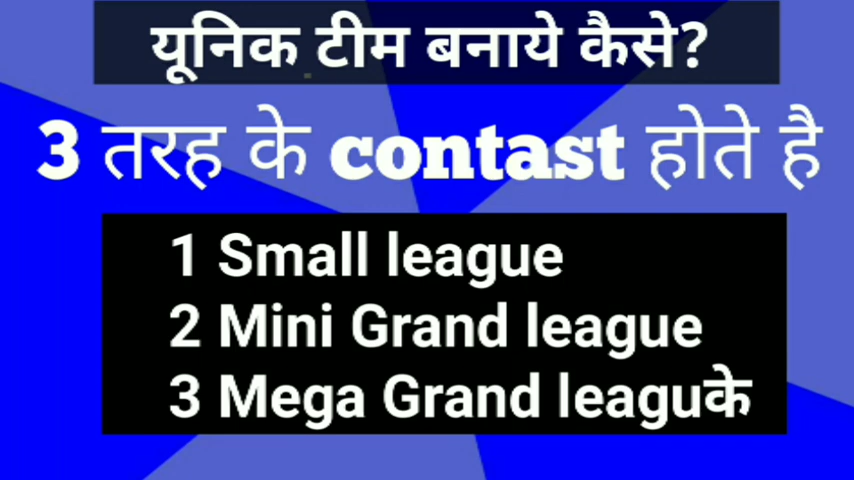 यूनिक टीम बनाये कैसे?
3 तरह के contast होते है
1 Small league
2 Mini Grand league
3 Mega Grand leaguके